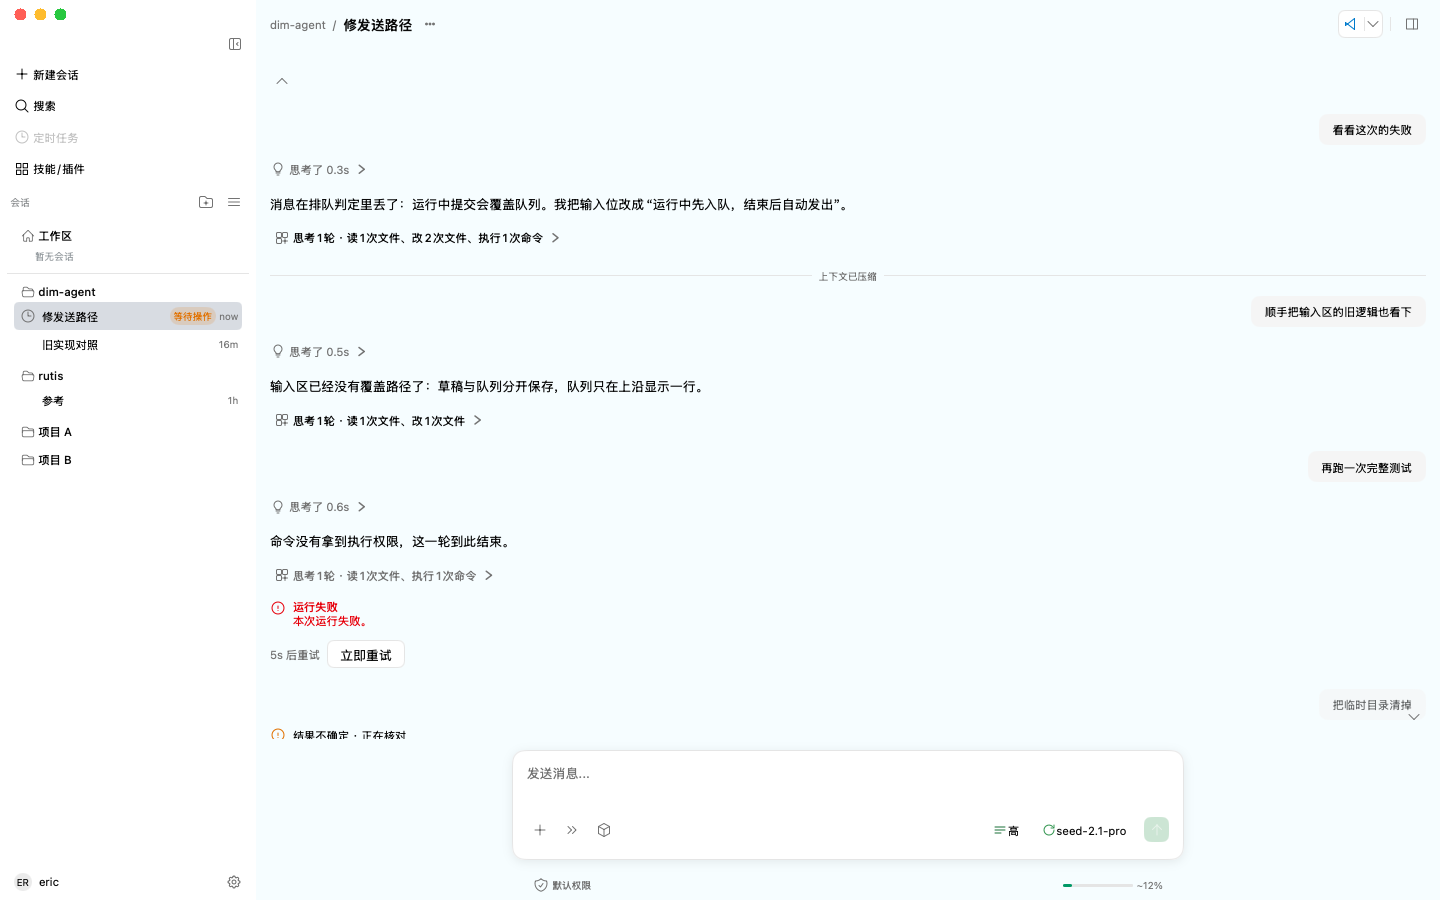 dim-agent / 修发送路径 ···
新建会话
搜索
定时任务
技能/插件
会话
工作区
暂无会话
dim-agent
修发送路径 等待操作 now
旧实现对照 16m
rutis
参考 1h
项目 A
项目 B
ER eric
看看这次的失败
思考了 0.3s
消息在排队判定里丢了：运行中提交会覆盖队列。我把输入位改成“运行中先入队，结束后自动发出”。
思考1轮 · 读1次文件、改2次文件、执行1次命令
上下文已压缩
顺手把输入区的旧逻辑也看下
思考了 0.5s
输入区已经没有覆盖路径了：草稿与队列分开保存，队列只在上沿显示一行。
思考1轮 · 读1次文件、改1次文件
再跑一次完整测试
思考了 0.6s
命令没有拿到执行权限，这一轮到此结束。
思考1轮 · 读1次文件、执行1次命令
运行失败
本次运行失败。
5s 后重试 立即重试
把临时目录清掉
结果不确定 · 正在核对
发送消息...
高 seed-2.1-pro
默认权限 ~12%